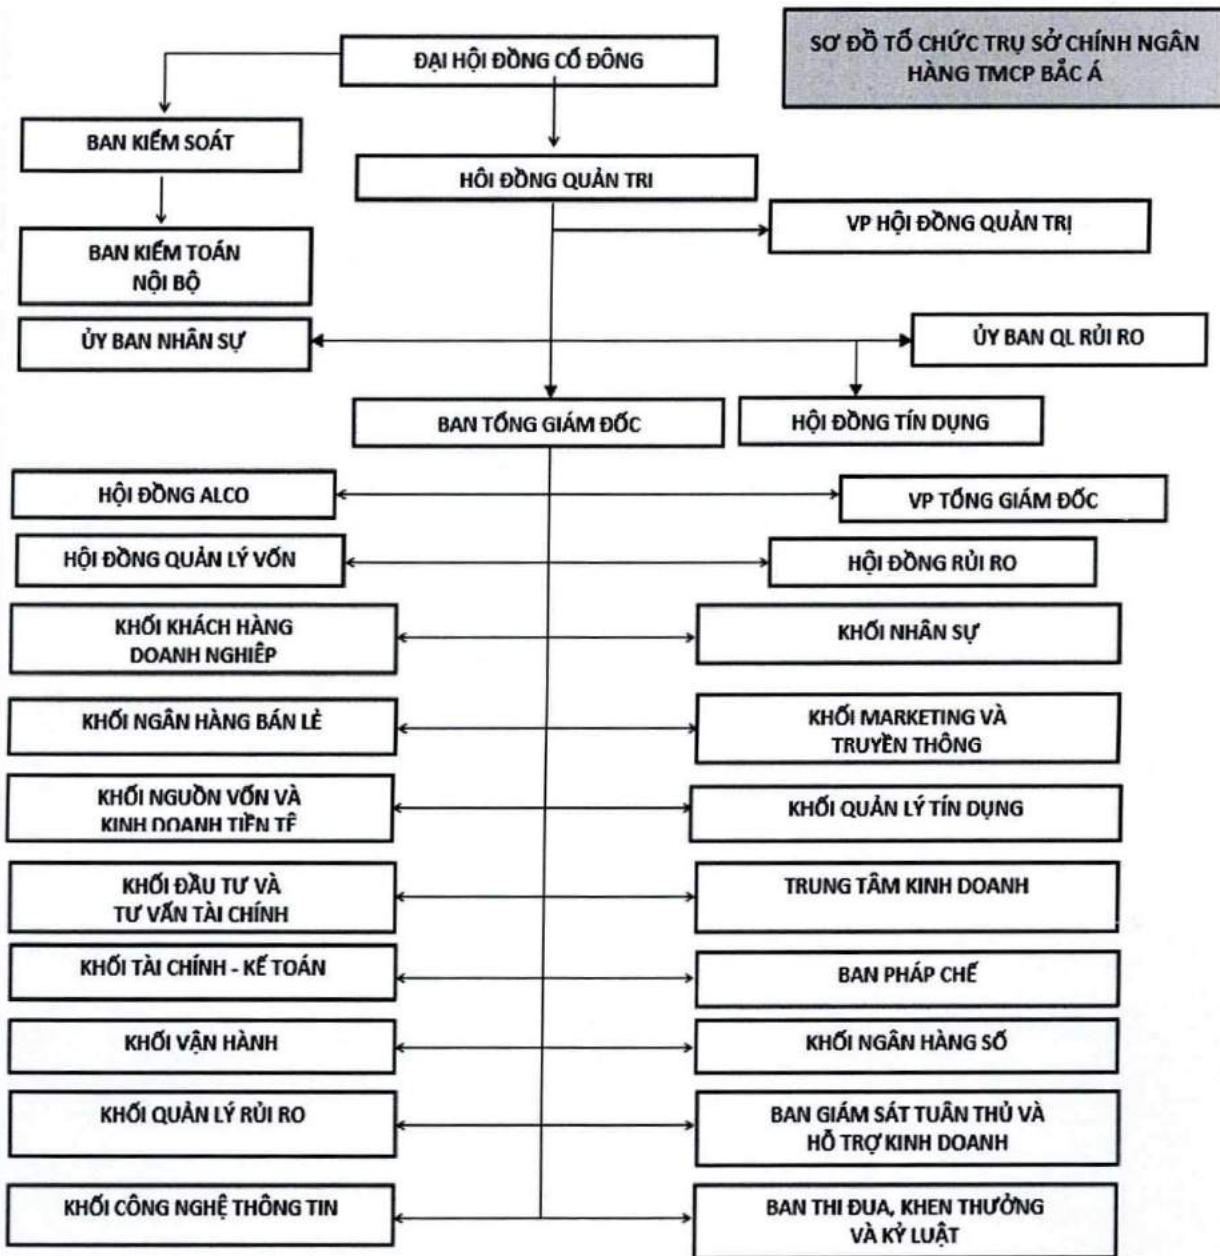 SƠ ĐỒ TỔ CHỨC TRỤ SỞ CHÍNH NGÂN
HÀNG TMCP BẮC Á
ĐẠI HỘI ĐỒNG CỔ ĐÔNG
BAN KIỂM SOÁT
HÔI ĐỒNG QUẢN TRI
VP HỘI ĐỒNG QUẢN TRỊ
BAN KIỂM TOÁN
NỘI BỘ
ỦY BAN NHÂN SỰ
ỦY BAN QL RỦI RO
BAN TỔNG GIÁM ĐỐC
HỘI ĐỒNG TÍN DỤNG
HỘI ĐỒNG ALCO
VP TỔNG GIÁM ĐỐC
HỘI ĐỒNG QUẢN LÝ VỐN
HỘI ĐỒNG RỦI RO
KHỐI KHÁCH HÀNG
DOANH NGHIÊP
KHỐI NHÂN SỰ
KHỐI NGÂN HÀNG BÁN LẺ
KHỐI MARKETING VÀ
TRUYỀN THÔNG
KHỐI NGUỒN VỐN VÀ
KINH DOANH TIỀN TÊ
KHỐI QUẢN LÝ TÍN DỤNG
KHỐI ĐẦU TƯ VÀ
TƯ VẤN TÀI CHÍNH
TRUNG TÂM KINH DOANH
KHỐI TÀI CHÍNH - KẾ TOÁN
BAN PHÁP CHẾ
KHỐI VẬN HÀNH
KHỐI NGÂN HÀNG SỐ
KHỐI QUẢN LÝ RỦI RO
BAN GIÁM SÁT TUÂN THỦ VÀ
HỖ TRỢ KINH DOANH
KHỐI CÔNG NGHỆ THÔNG TIN
BAN THI ĐUA, KHEN THƯỞNG
VÀ KỶ LUẬT